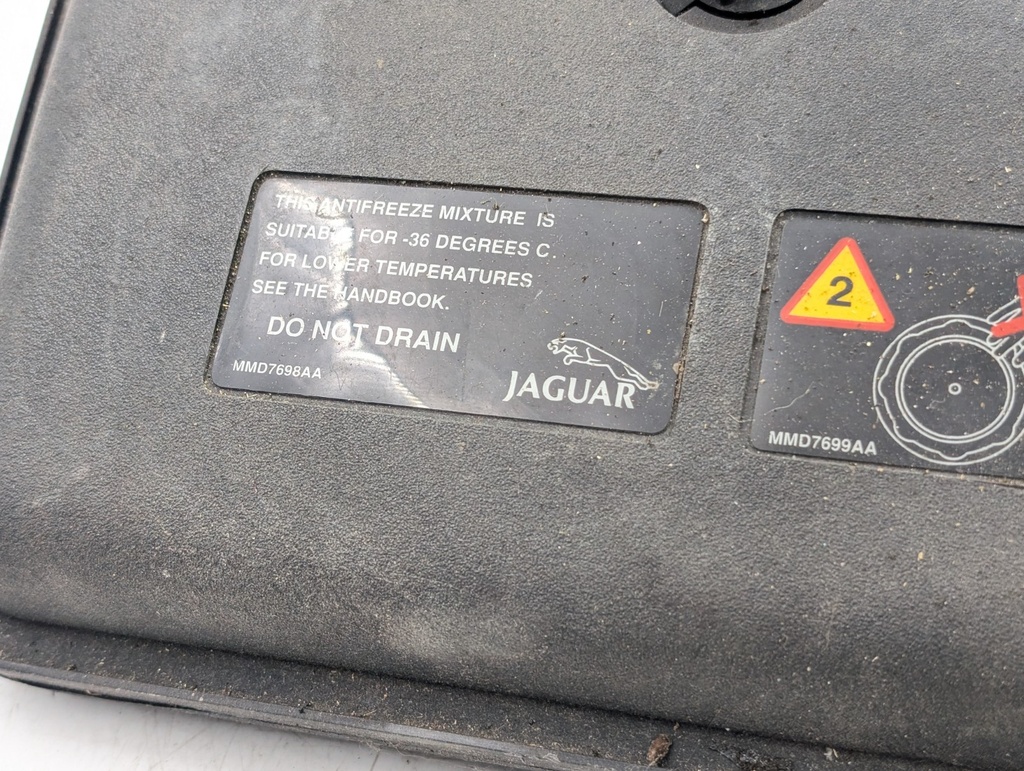 THIS ANTIFREEZE MIXTURE IS
SUITABLE FOR -36 DEGREES C.
FOR LOWER TEMPERATURES
SEE THE HANDBOOK.
DO NOT DRAIN
MMD7698AA
JAGUAR
2
MMD7699AA